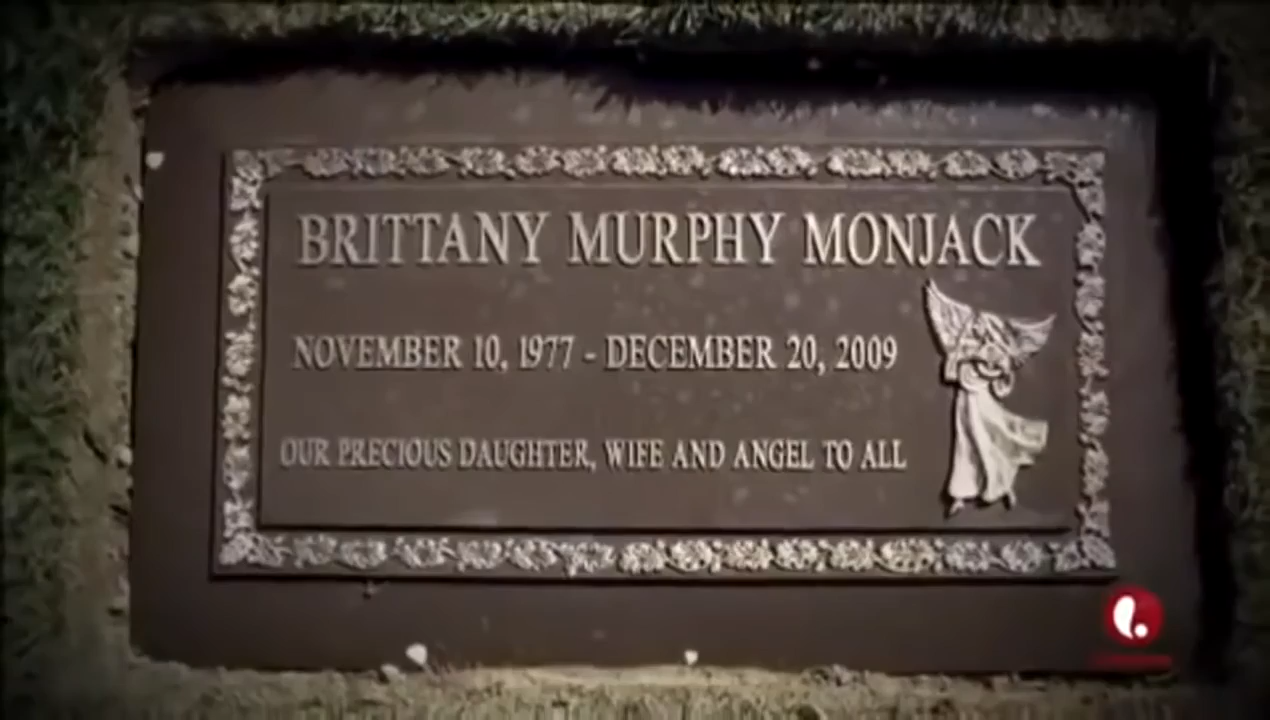 BRITTANY MURPHY MONJACK
NOVEMBER 10, 1977 - DECEMBER 20, 2009
OUR PRECIOUS DAUGHTER, WIFE AND ANGEL TO ALL